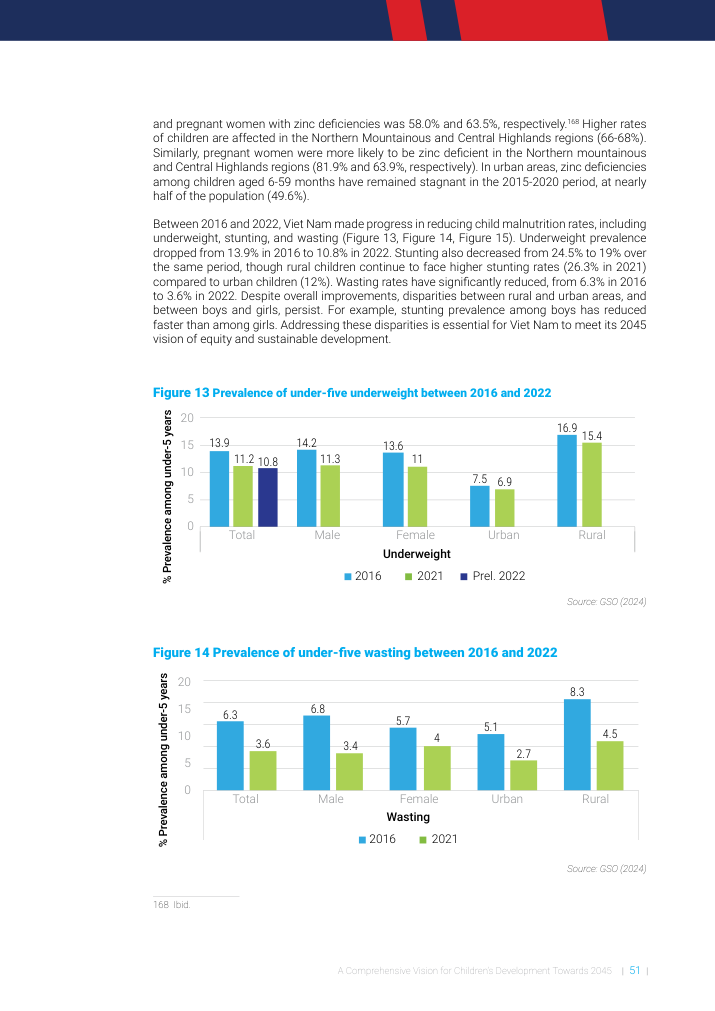 and pregnant women with zinc deficiencies was 58.0% and 63.5%, respectively.168 Higher rates
of children are affected in the Northern Mountainous and Central Highlands regions (66-68%).
Similarly, pregnant women were more likely to be zinc deficient in the Northern mountainous
and Central Highlands regions (81.9% and 63.9%, respectively). In urban areas, zinc deficiencies
among children aged 6-59 months have remained stagnant in the 2015-2020 period, at nearly
half of the population (49.6%).
Between 2016 and 2022, Viet Nam made progress in reducing child malnutrition rates, including
underweight, stunting, and wasting (Figure 13, Figure 14, Figure 15). Underweight prevalence
dropped from 13.9% in 2016 to 10.8% in 2022. Stunting also decreased from 24.5% to 19% over
the same period, though rural children continue to face higher stunting rates (26.3% in 2021)
compared to urban children (12%). Wasting rates have significantly reduced, from 6.3% in 2016
to 3.6% in 2022. Despite overall improvements, disparities between rural and urban areas, and
between boys and girls, persist. For example, stunting prevalence among boys has reduced
faster than among girls. Addressing these disparities is essential for Viet Nam to meet its 2045
vision of equity and sustainable development.
Figure 13 Prevalence of under-five underweight between 2016 and 2022
% Prevalence among under-5 years
20
15
10
5
0
13.9 11.2 10.8
14.2 11.3
13.6 11
7.5 6.9
16.9 15.4
Total Male Female Urban Rural
Underweight
2016 2021 Prel. 2022
Source: GSO (2024)
Figure 14 Prevalence of under-five wasting between 2016 and 2022
% Prevalence among under-5 years
20
15
10
5
0
6.3 3.6
6.8 3.4
5.7 4
5.1 2.7
8.3 4.5
Total Male Female Urban Rural
Wasting
2016 2021
Source: GSO (2024)
168 Ibid.
A Comprehensive Vision for Children's Development Towards 2045 | 51 |